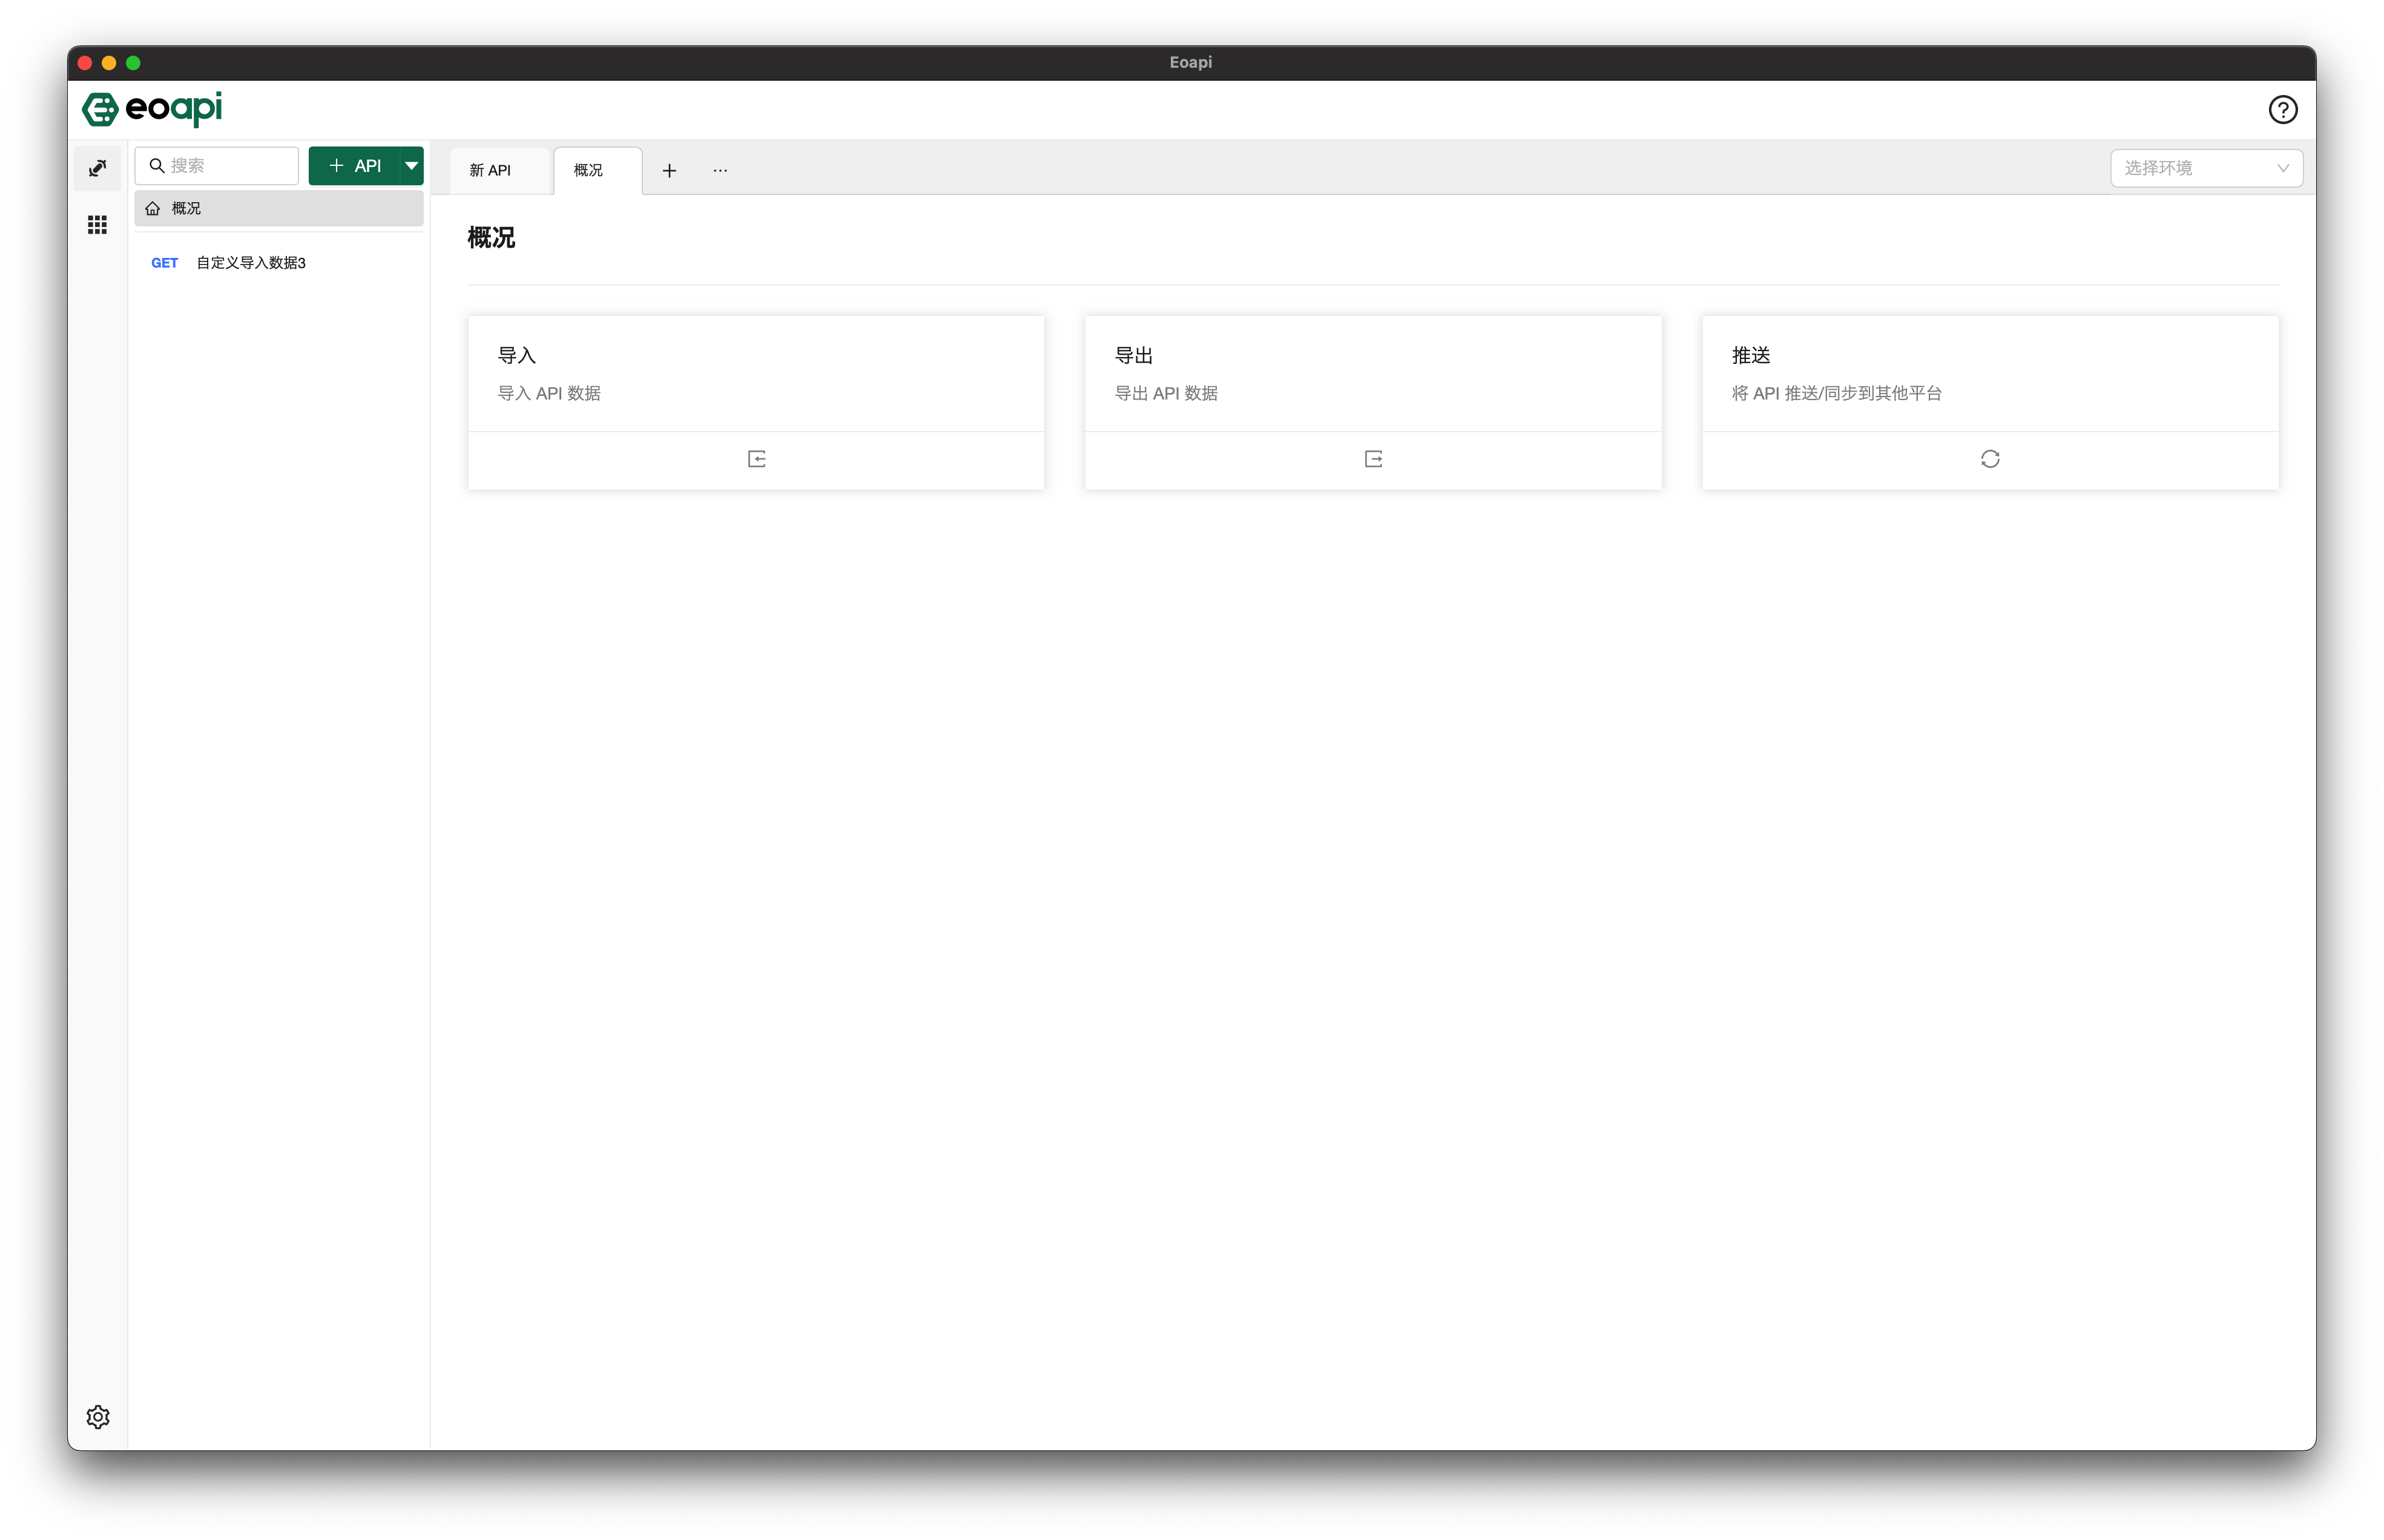 Eoapi
eoapi
搜索
API
新 API
概况
选择环境
概况
GET 自定义导入数据3
概况
导入
导入 API 数据
导出
导出 API 数据
推送
将 API 推送/同步到其他平台